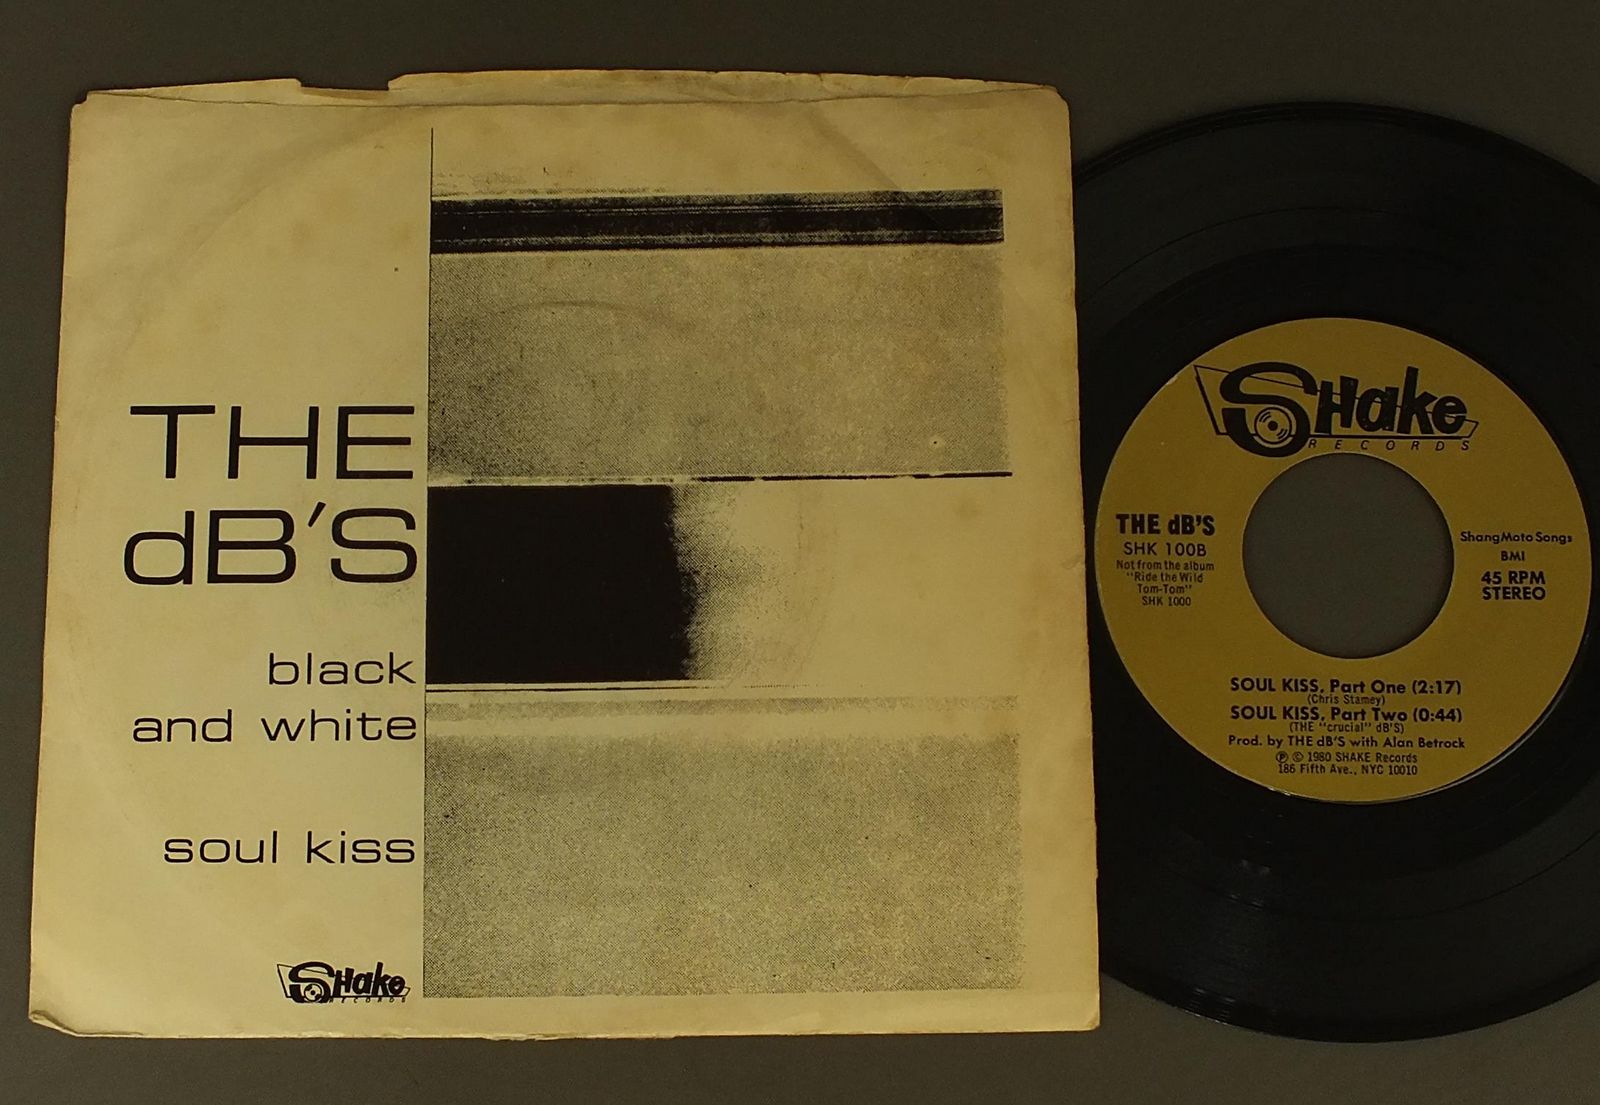 THE
dB'S
black
and white
soul kiss
Shake
RECORDS
Shake
RECORDS
THE dB'S
SHK 100B
Not from the album
"Ride the Wild
Tom-Tom"
SHK 1000
ShangMoto Songs
BMI
45 RPM
STEREO
SOUL KISS, Part One (2:17)
(Chris Stamey)
SOUL KISS, Part Two (0:44)
(THE "crucial" dB'S)
Prod. by THE dB'S with Alan Betrock
℗ © 1980 SHAKE Records
186 Fifth Ave., NYC 10010